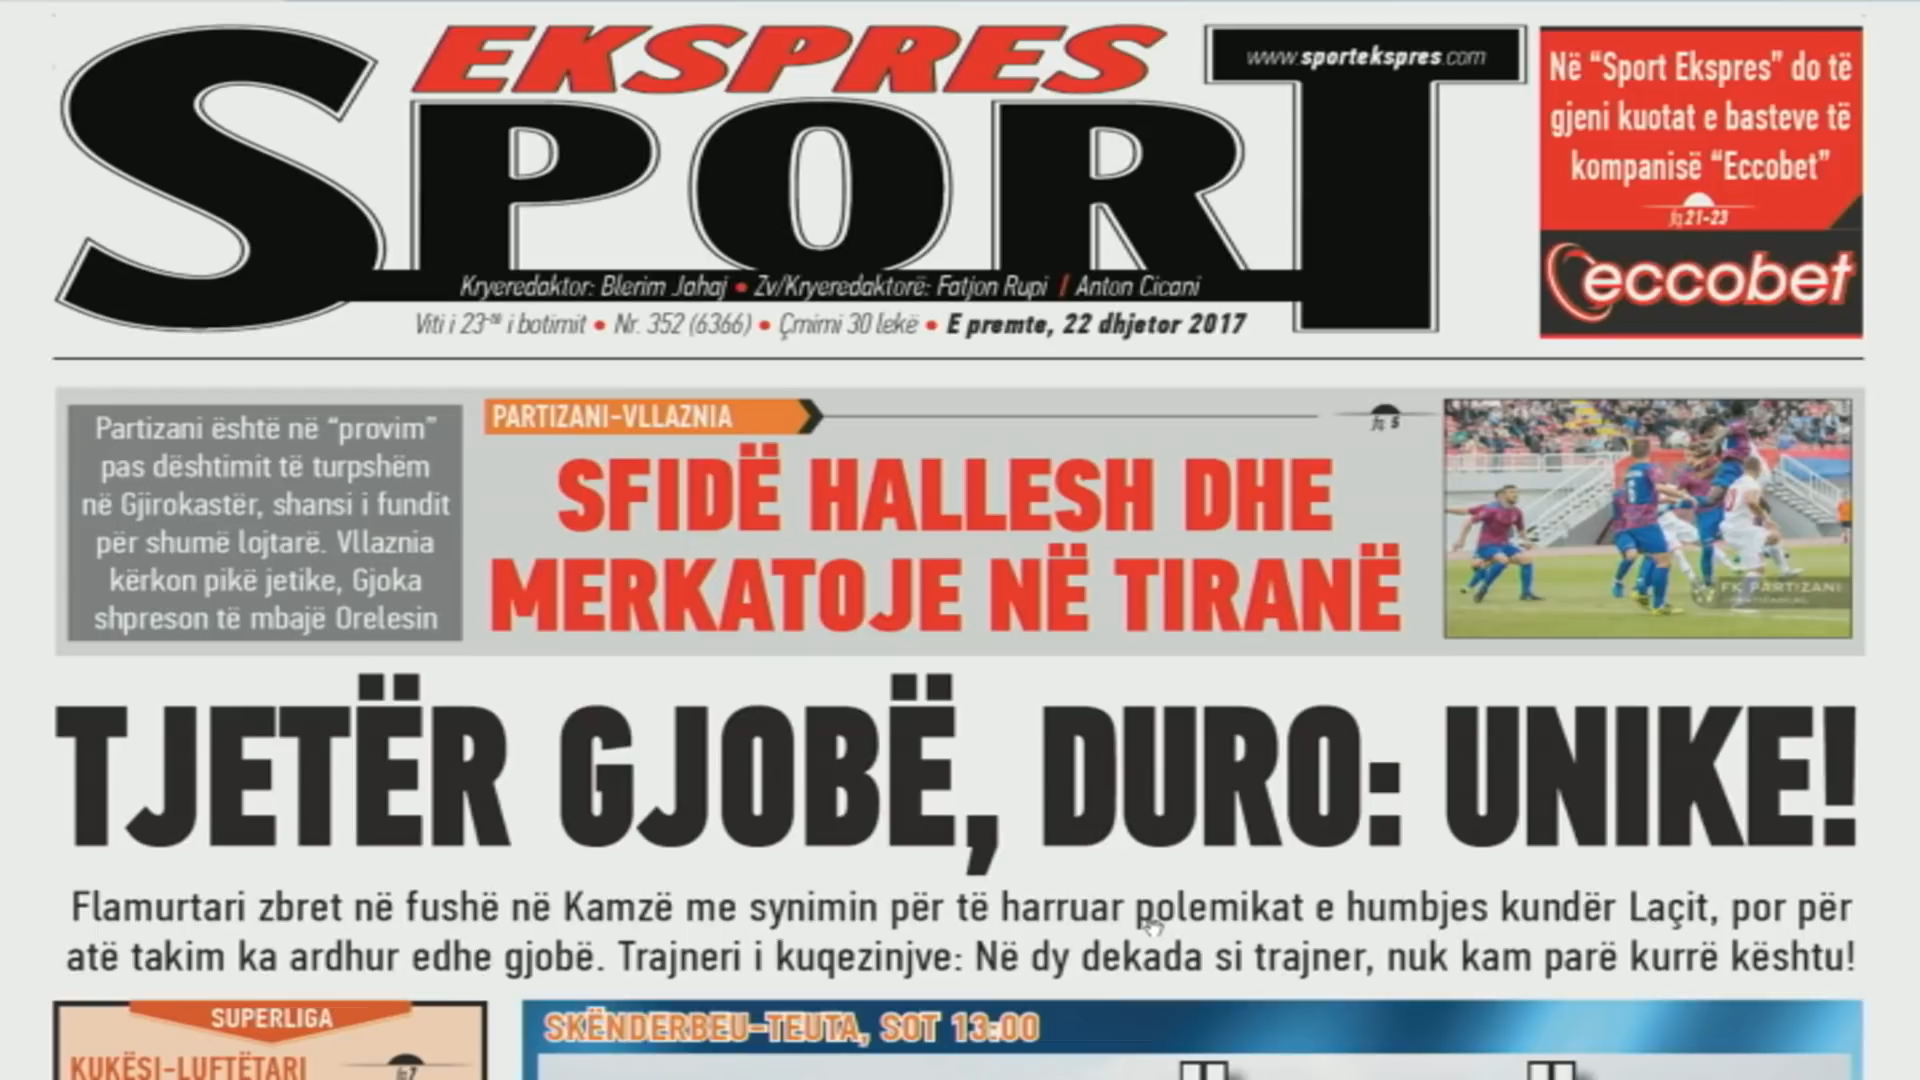 EKSPRES
SPORT
www.sportekspres.com
Kryeredaktor: Blerim Jahaj • Zv/Kryeredaktorë: Fatjon Rupi / Anton Cicani
Viti i 23-të i botimit • Nr. 352 (6366) • Çmimi 30 lekë • E premte, 22 dhjetor 2017
Në “Sport Ekspres” do të
gjeni kuotat e basteve të
kompanisë “Eccobet”
fq 21-23
eccobet
Partizani është në “provim”
pas dështimit të turpshëm
në Gjirokastër, shansi i fundit
për shumë lojtarë. Vllaznia
kërkon pikë jetike, Gjoka
shpreson të mbajë Orelesin
PARTIZANI-VLLAZNIA
fq 5
SFIDË HALLESH DHE
MERKATOJE NË TIRANË
FK PARTIZANI
TJETËR GJOBË, DURO: UNIKE!
Flamurtari zbret në fushë në Kamzë me synimin për të harruar polemikat e humbjes kundër Laçit, por për
atë takim ka ardhur edhe gjobë. Trajneri i kuqezinjve: Në dy dekada si trajner, nuk kam parë kurrë kështu!
SUPERLIGA
KUKËSI-LUFTËTARI
fq 7
SKËNDERBEU-TEUTA, SOT 13:00